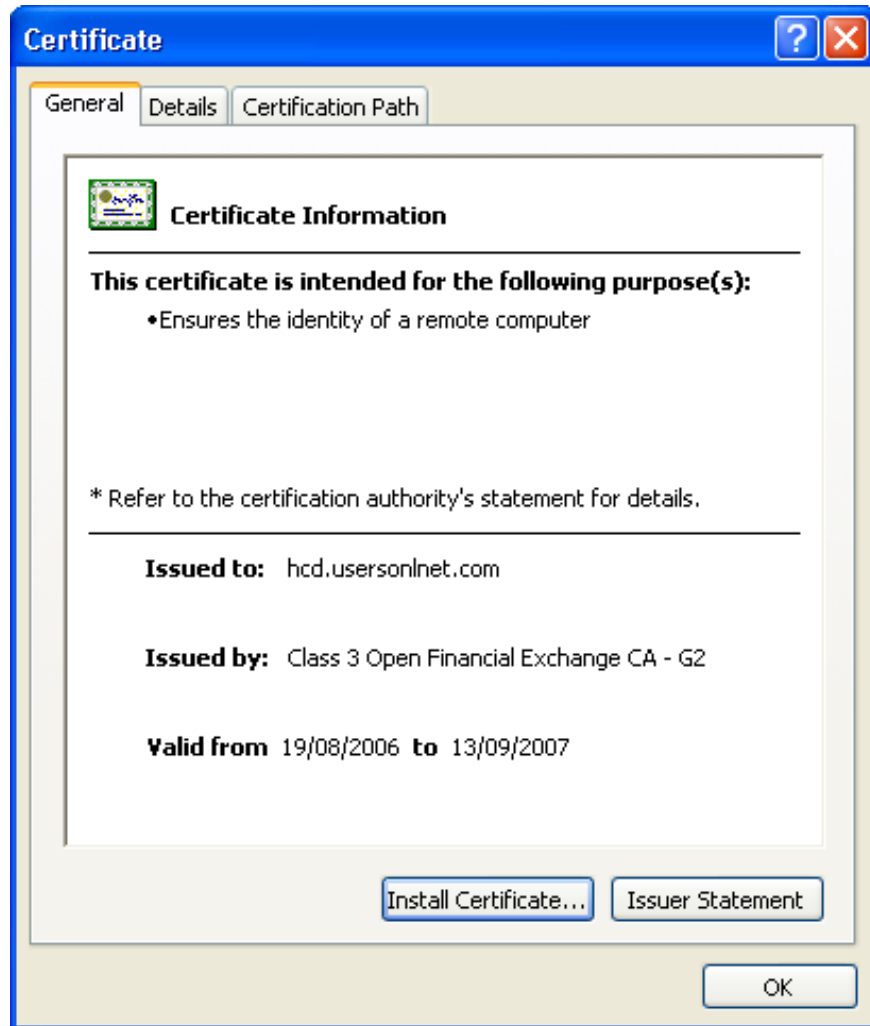 Certificate
General Details Certification Path
Certificate Information
This certificate is intended for the following purpose(s):
•Ensures the identity of a remote computer
* Refer to the certification authority's statement for details.
Issued to: hcd.usersonlnet.com
Issued by: Class 3 Open Financial Exchange CA - G2
Valid from 19/08/2006 to 13/09/2007
Install Certificate... Issuer Statement
OK